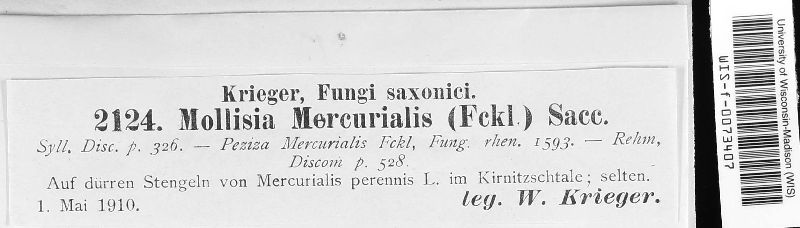 Krieger, Fungi saxonici.
2124. Mollisia Mercurialis (Fckl.) Sacc.
Syll. Disc. p. 326. — Peziza Mercurialis Fckl, Fung. rhen. 1593. — Rehm,
Discom p. 528.
Auf dürren Stengeln von Mercurialis perennis L. im Kirnitzschtale; selten.
1. Mai 1910.
leg. W. Krieger.
University of Wisconsin-Madison (WIS)
WIS-f-0073407